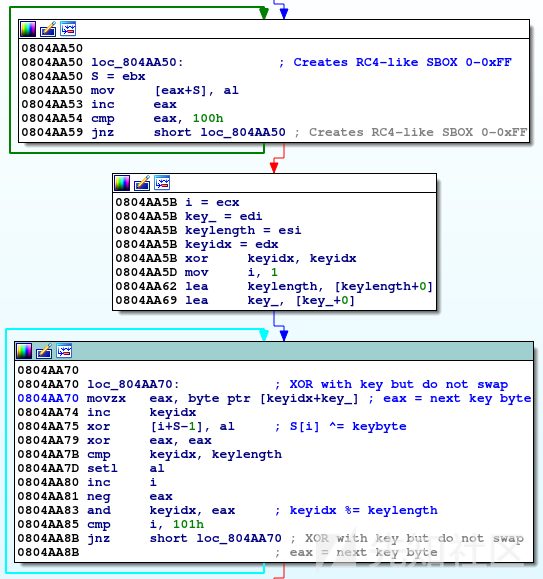 0804AA50
0804AA50 loc_804AA50:            ; Creates RC4-like SBOX 0-0xFF
0804AA50 S = ebx
0804AA50 mov     [eax+S], al
0804AA53 inc     eax
0804AA54 cmp     eax, 100h
0804AA59 jnz     short loc_804AA50 ; Creates RC4-like SBOX 0-0xFF
0804AA5B i = ecx
0804AA5B key_ = edi
0804AA5B keylength = esi
0804AA5B keyidx = edx
0804AA5B xor     keyidx, keyidx
0804AA5D mov     i, 1
0804AA62 lea     keylength, [keylength+0]
0804AA69 lea     key_, [key_+0]
0804AA70
0804AA70 loc_804AA70:            ; XOR with key but do not swap
0804AA70 movzx   eax, byte ptr [keyidx+key_] ; eax = next key byte
0804AA74 inc     keyidx
0804AA75 xor     [i+S-1], al     ; S[i] ^= keybyte
0804AA79 xor     eax, eax
0804AA7B cmp     keyidx, keylength
0804AA7D setl    al
0804AA80 inc     i
0804AA81 neg     eax
0804AA83 and     keyidx, eax     ; keyidx %= keylength
0804AA85 cmp     i, 101h
0804AA8B jnz     short loc_804AA70 ; XOR with key but do not swap
0804AA8B                         ; eax = next key byte